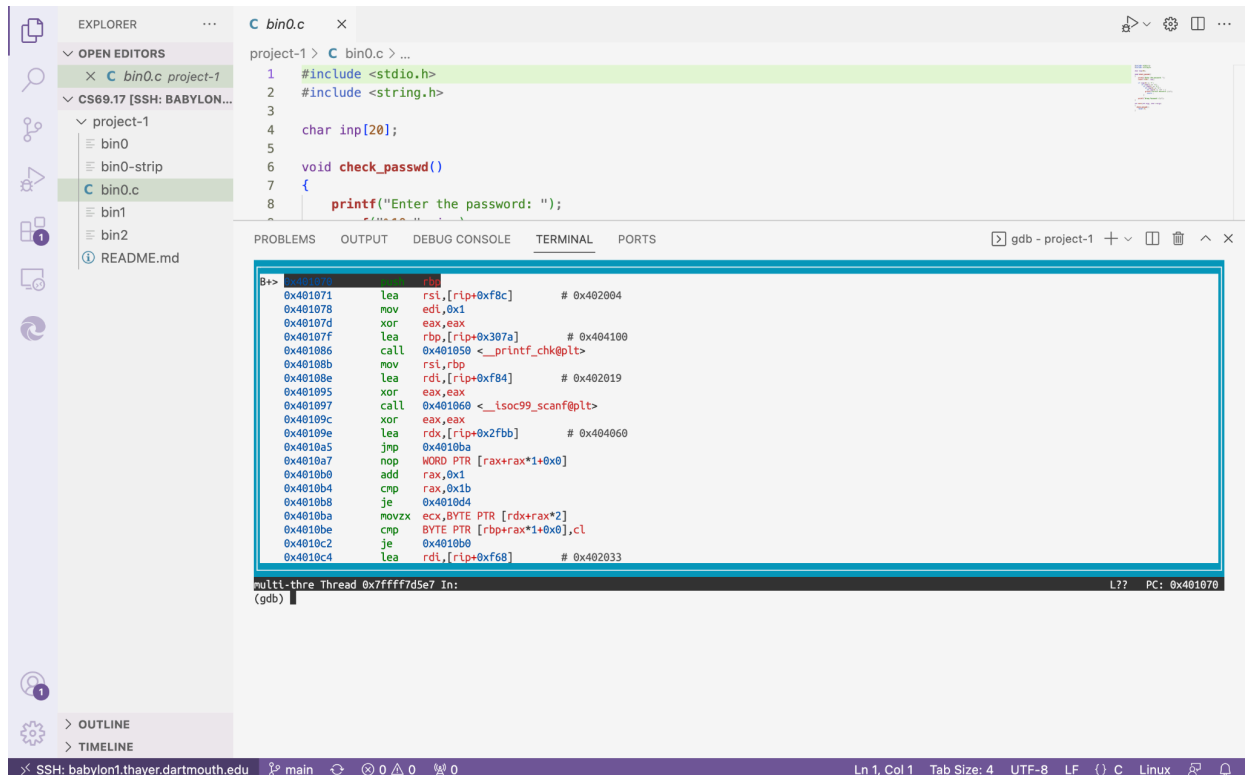 EXPLORER ···
C bin0.c ×
OPEN EDITORS
× C bin0.c project-1
CS69.17 [SSH: BABYLON...
project-1
bin0
bin0-strip
C bin0.c
bin1
bin2
README.md
project-1 > C bin0.c > ...
1 #include <stdio.h>
2 #include <string.h>
3
4 char inp[20];
5
6 void check_passwd()
7 {
8 printf("Enter the password: ");
PROBLEMS OUTPUT DEBUG CONSOLE TERMINAL PORTS
gdb - project-1
B+> 0x401070 push rbp
0x401071 lea rsi,[rip+0xf8c] # 0x402004
0x401078 mov edi,0x1
0x40107d xor eax,eax
0x40107f lea rbp,[rip+0x307a] # 0x404100
0x401086 call 0x401050 <__printf_chk@plt>
0x40108b mov rsi,rbp
0x40108e lea rdi,[rip+0xf84] # 0x402019
0x401095 xor eax,eax
0x401097 call 0x401060 <__isoc99_scanf@plt>
0x40109c xor eax,eax
0x40109e lea rdx,[rip+0x2fbb] # 0x404060
0x4010a5 jmp 0x4010ba
0x4010a7 nop WORD PTR [rax+rax*1+0x0]
0x4010b0 add rax,0x1
0x4010b4 cmp rax,0x1b
0x4010b8 je 0x4010d4
0x4010ba movzx ecx,BYTE PTR [rdx+rax*2]
0x4010be cmp BYTE PTR [rbp+rax*1+0x0],cl
0x4010c2 je 0x4010b0
0x4010c4 lea rdi,[rip+0xf68] # 0x402033
multi-thre Thread 0x7ffff7d5e7 In: L?? PC: 0x401070
(gdb)
1
1
OUTLINE
TIMELINE
SSH: babylon1.thayer.dartmouth.edu main 0 0 0 Ln 1, Col 1 Tab Size: 4 UTF-8 LF {} C Linux